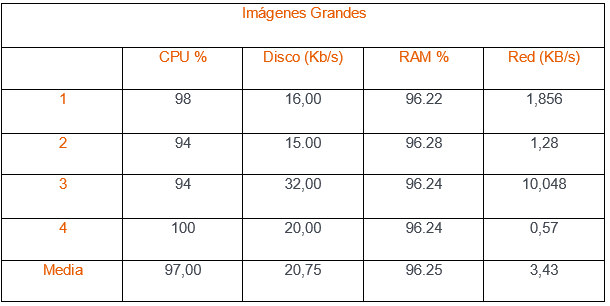 Imágenes Grandes
CPU % Disco (Kb/s) RAM % Red (KB/s)
1 98 16,00 96.22 1,856
2 94 15.00 96.28 1,28
3 94 32,00 96.24 10,048
4 100 20,00 96.24 0,57
Media 97,00 20,75 96.25 3,43